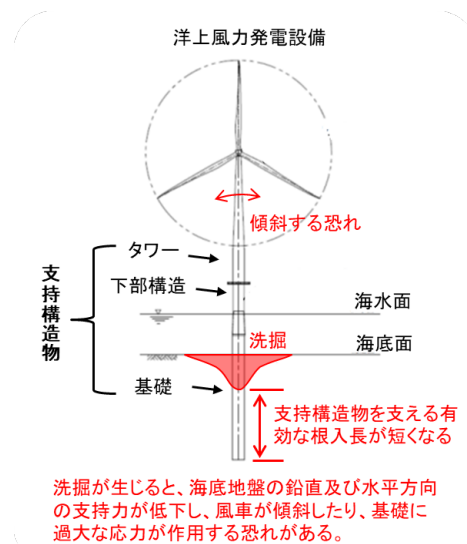 洋上風力発電設備
傾斜する恐れ
タワー
下部構造
支持構造物
海水面
洗掘
海底面
基礎
支持構造物を支える有
効な根入長が短くなる
洗掘が生じると、海底地盤の鉛直及び水平方向
の支持力が低下し、風車が傾斜したり、基礎に
過大な応力が作用する恐れがある。